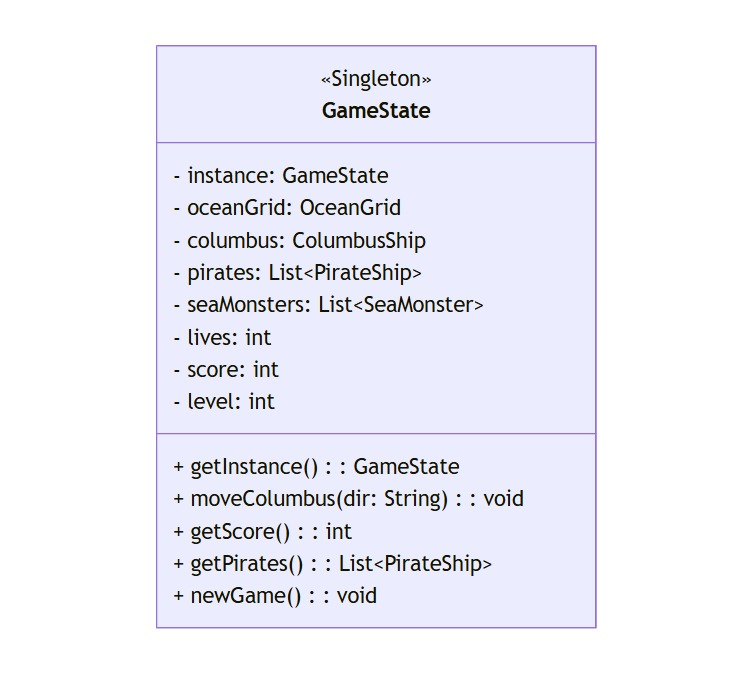 «Singleton»
GameState
- instance: GameState
- oceanGrid: OceanGrid
- columbus: ColumbusShip
- pirates: List<PirateShip>
- seaMonsters: List<SeaMonster>
- lives: int
- score: int
- level: int
+ getInstance() : : GameState
+ moveColumbus(dir: String) : : void
+ getScore() : : int
+ getPirates() : : List<PirateShip>
+ newGame() : : void